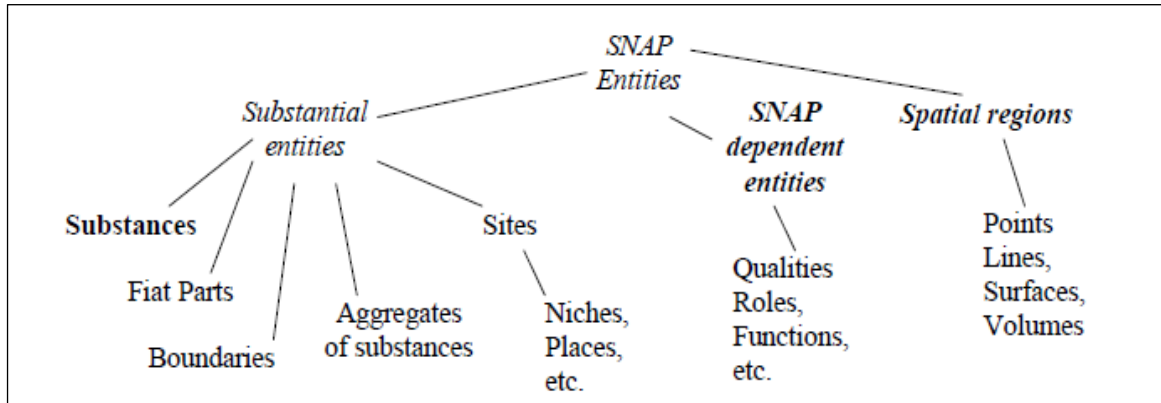 SNAP
Entities
Substantial
entities
SNAP
dependent
entities
Spatial regions
Substances
Fiat Parts
Boundaries
Aggregates
of substances
Sites
Niches,
Places,
etc.
Qualities
Roles,
Functions,
etc.
Points
Lines,
Surfaces,
Volumes